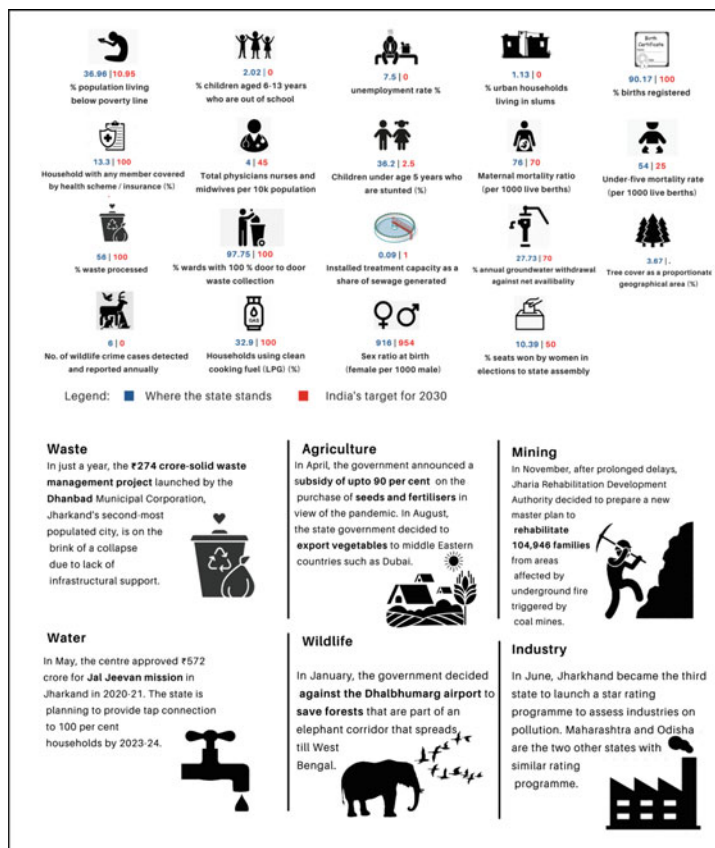 36.96|10.95
% population living
below poverty line
2.02 | 0
% children aged 6-13 years
who are out of school
7.5|0
unemployment rate %
1.13 | 0
% urban households
living in slums
Birth
Certificate
90.17 | 100
% births registered
13.3 | 100
Household with any member covered
by health scheme / insurance (%)
4 | 45
Total physicians nurses and
midwives per 10k population
36.2 | 2.5
Children under age 5 years who
are stunted (%)
76 | 70
Maternal mortality ratio
(per 1000 live berths)
54 | 25
Under-five mortality rate
(per 1000 live berths)
56 | 100
% waste processed
97.75 | 100
% wards with 100 % door to door
waste collection
0.09 | 1
Installed treatment capacity as a
share of sewage generated
27.73 | 70
% annual groundwater withdrawal
against net availibality
3.67 | .
Tree cover as a proportionate
geographical area (%)
6 | 0
No. of wildlife crime cases detected
and reported annually
GAS
32.9 | 100
Households using clean
cooking fuel (LPG) (%)
916 | 954
Sex ratio at birth
(female per 1000 male)
10.39 | 50
% seats won by women in
elections to state assembly
Legend: Where the state stands India's target for 2030
Waste
In just a year, the ₹274 crore-solid waste
management project launched by the
Dhanbad Municipal Corporation,
Jharkand's second-most
populated city, is on the
brink of a collapse
due to lack of
infrastructural support.
Agriculture
In April, the government announced a
subsidy of upto 90 per cent on the
purchase of seeds and fertilisers in
view of the pandemic. In August,
the state government decided to
export vegetables to middle Eastern
countries such as Dubai.
Mining
In November, after prolonged delays,
Jharia Rehabilitation Development
Authority decided to prepare a new
master plan to
rehabilitate
104,946 families
from areas
affected by
underground fire
triggered by
coal mines.
Water
In May, the centre approved ₹572
crore for Jal Jeevan mission in
Jharkand in 2020-21. The state is
planning to provide tap connection
to 100 per cent
households by 2023-24.
Wildlife
In January, the government decided
against the Dhalbhumarg airport to
save forests that are part of an
elephant corridor that spreads
till West
Bengal.
Industry
In June, Jharkhand became the third
state to launch a star rating
programme to assess industries on
pollution. Maharashtra and Odisha
are the two other states with
similar rating
programme.